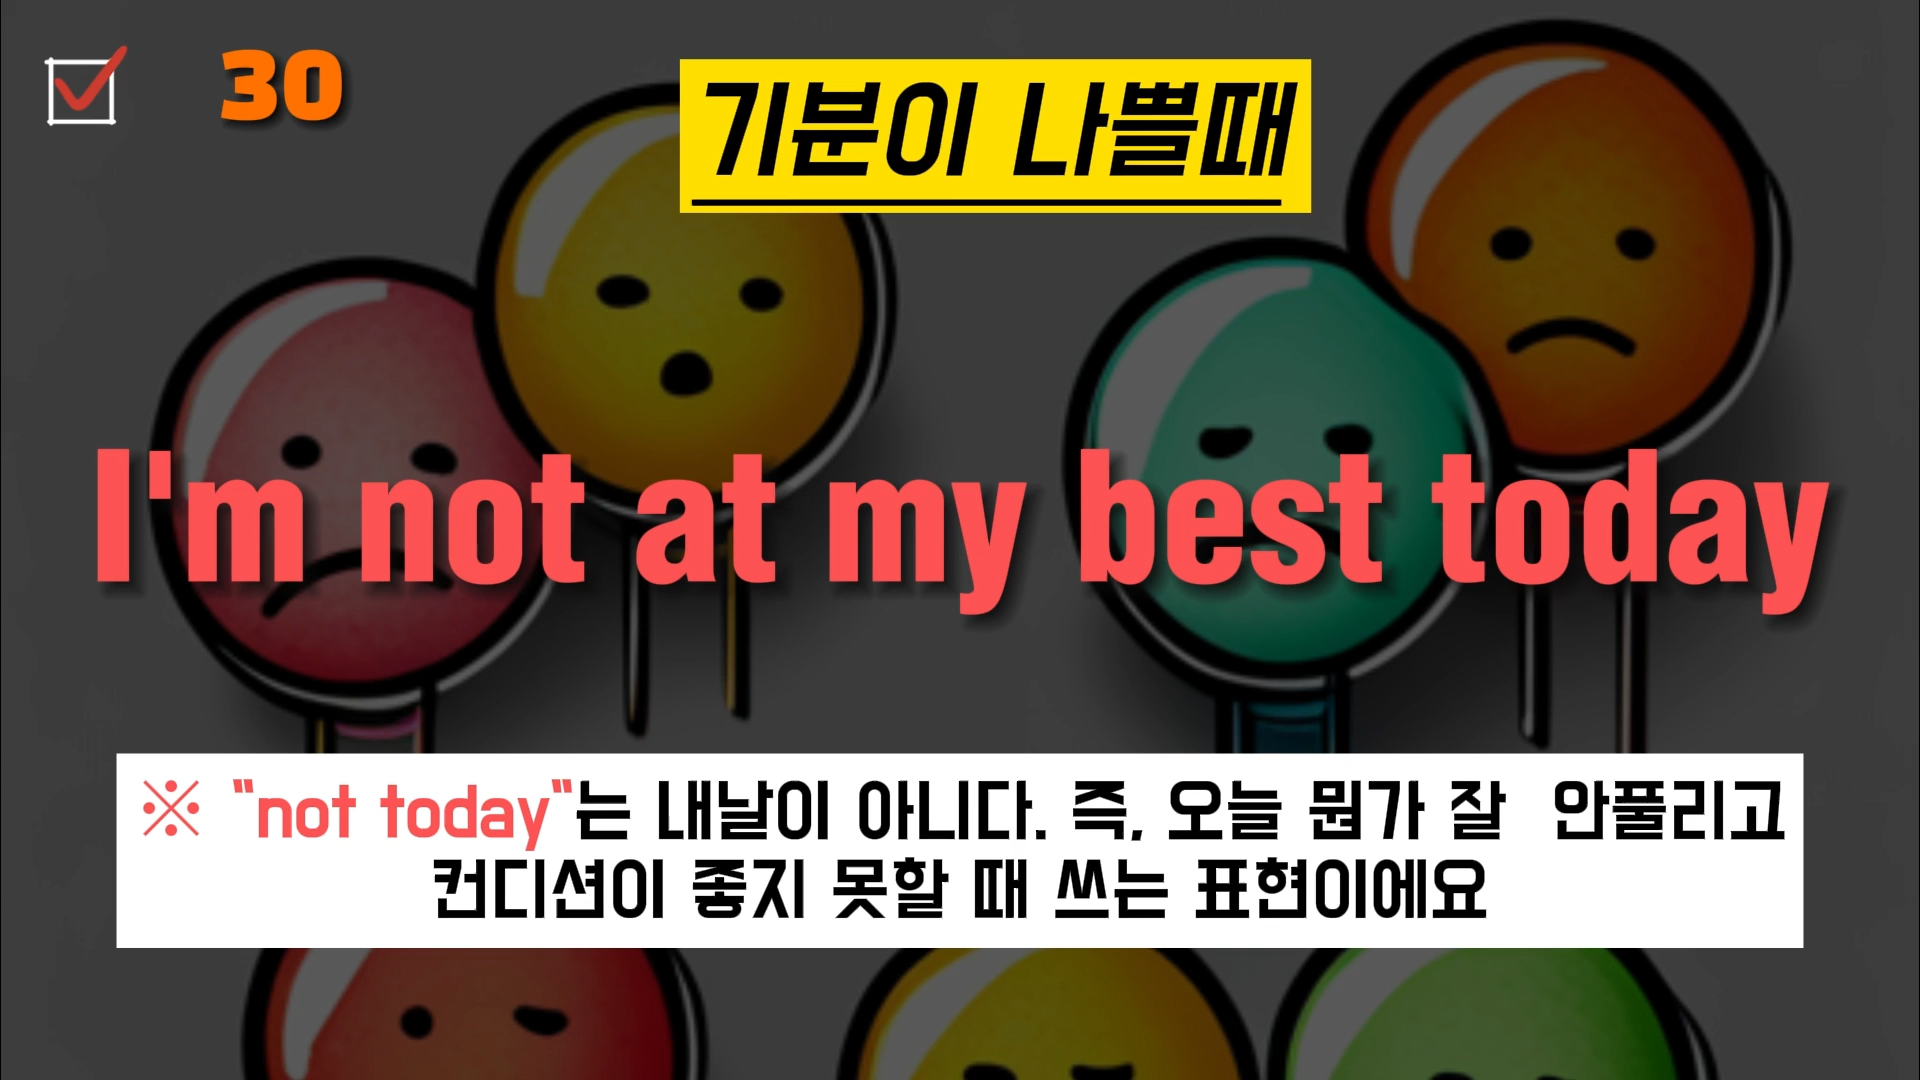 30
기분이 나쁠때
I'm not at my best today
※ "not today"는 내날이 아니다. 즉, 오늘 뭔가 잘 안풀리고
컨디션이 좋지 못할 때 쓰는 표현이에요